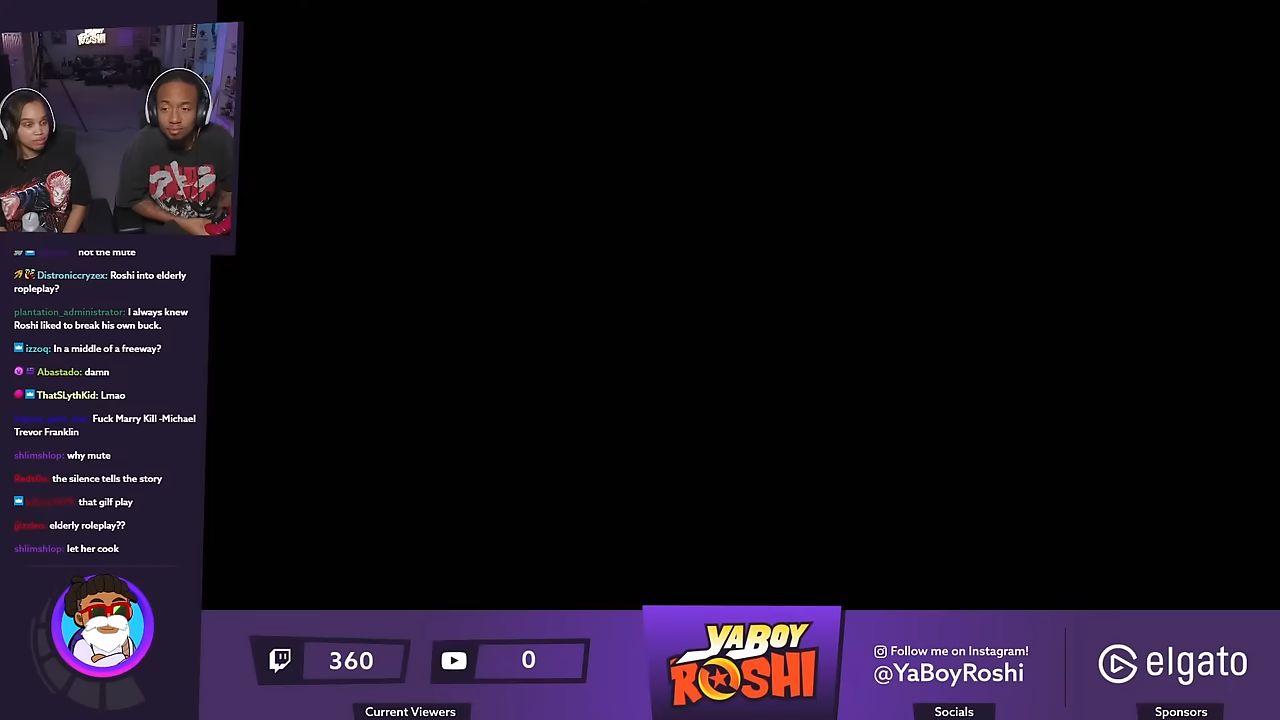 YABOY
ROSHI
not the mute
Distroniccryzex: Roshi into elderly
ropleplay?
plantation_administrator: I always knew
Roshi liked to break his own buck.
izzoq: In a middle of a freeway?
Abastado: damn
ThatSLythKid: Lmao
Fuck Marry Kill -Michael
Trevor Franklin
shlimshlop: why mute
the silence tells the story
that gilf play
elderly roleplay??
shlimshlop: let her cook
360
0
Current Viewers
YABOY
ROSHI
Follow me on Instagram!
@YaBoyRoshi
Socials
elgato
Sponsors